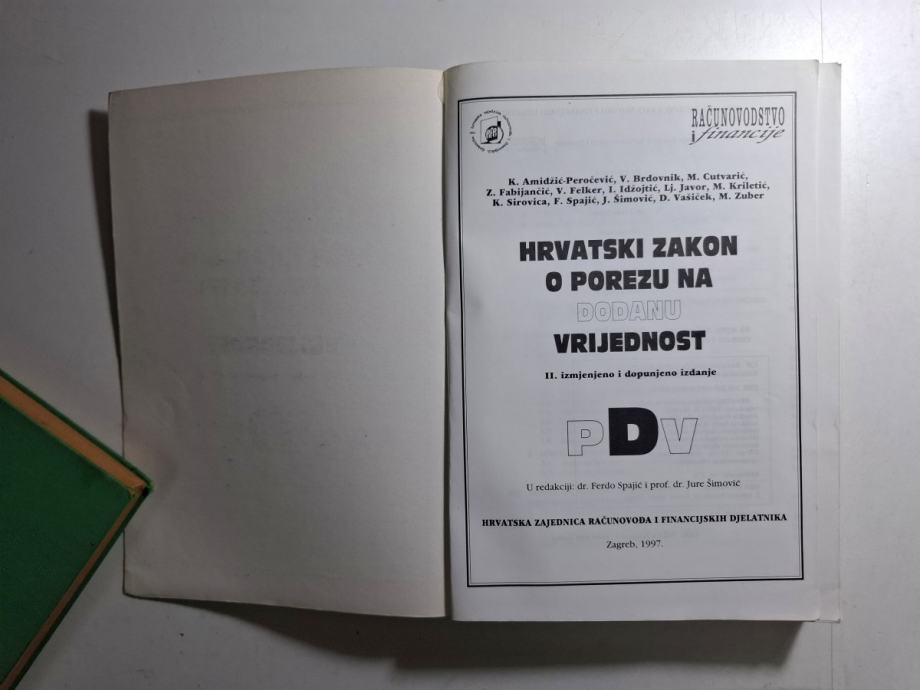 RAČUNOVODSTVO
i financije
K. Amidžić-Peročević, V. Brdovnik, M. Cutvarić,
Z. Fabijančić, V. Felker, I. Idžojtić, Lj. Javor, M. Kriletić,
K. Sirovica, F. Spajić, J. Šimović, D. Vašiček, M. Zuber
HRVATSKI ZAKON
O POREZU NA
DODANU
VRIJEDNOST
II. izmjenjeno i dopunjeno izdanje
PDV
U redakciji: dr. Ferdo Spajić i prof. dr. Jure Šimović
HRVATSKA ZAJEDNICA RAČUNOVOĐA I FINANCIJSKIH DJELATNIKA
Zagreb, 1997.